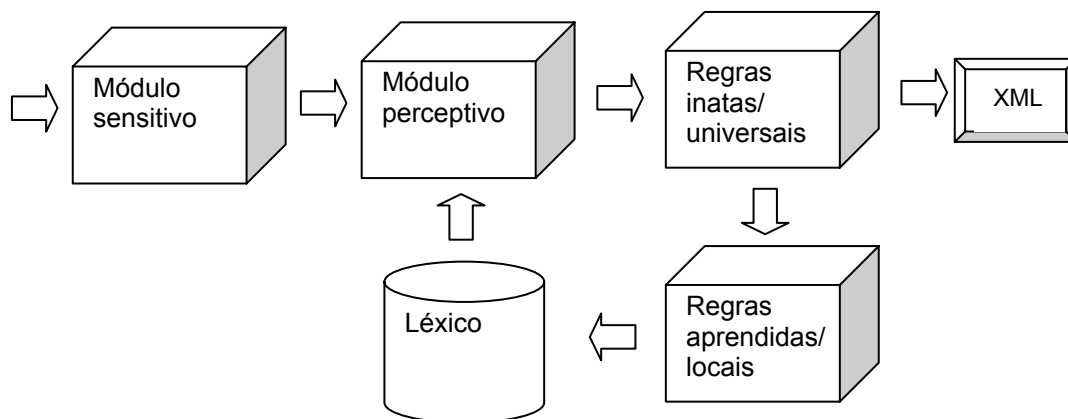 Módulo
sensitivo
Módulo
perceptivo
Regras
inatas/
universais
XML
Léxico
Regras
aprendidas/
locais